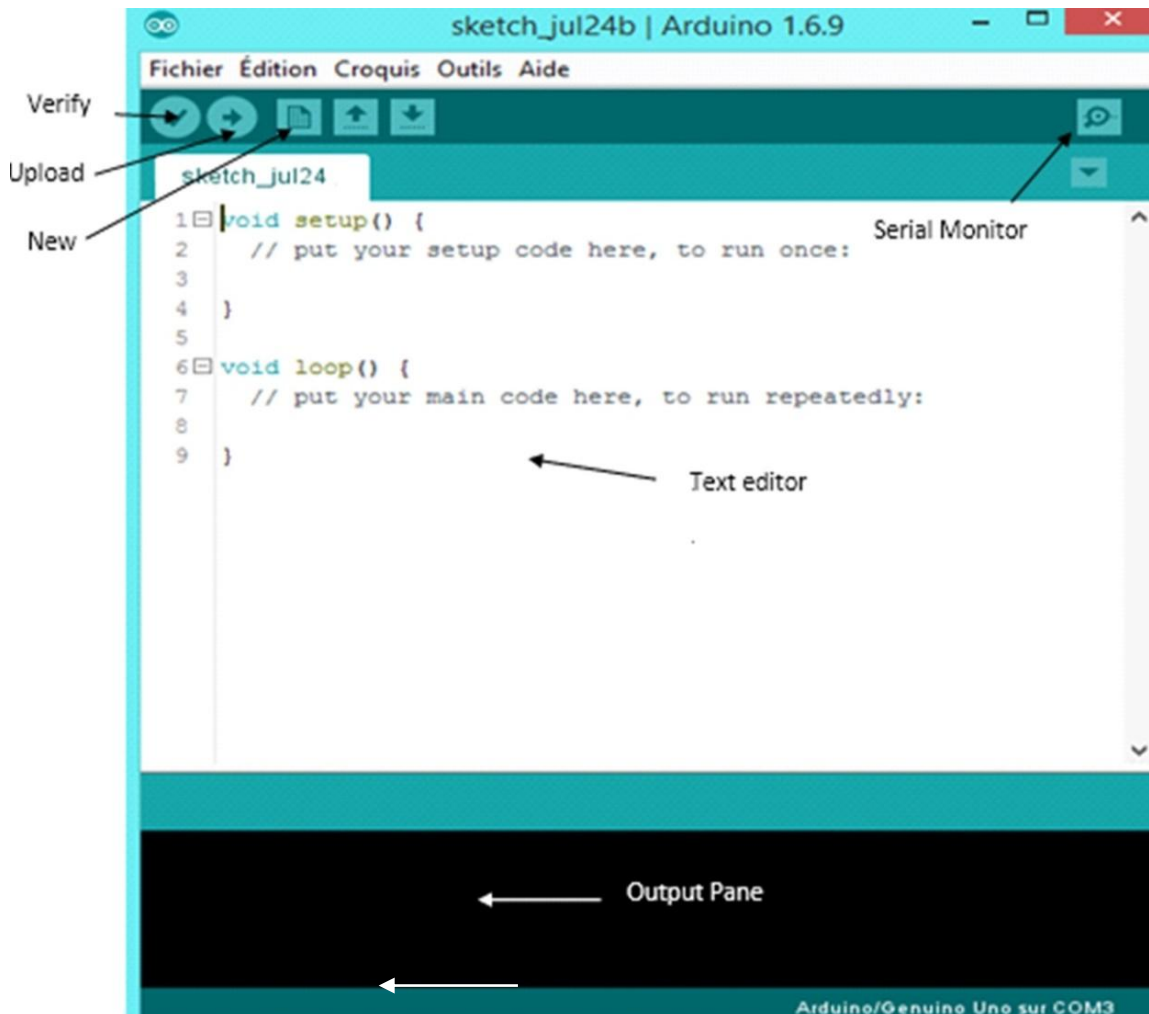 sketch_jul24b | Arduino 1.6.9
Fichier Édition Croquis Outils Aide
Verify
Upload
New
sketch_jul24
Serial Monitor
1 void setup() {
2 // put your setup code here, to run once:
3
4 }
5
6 void loop() {
7 // put your main code here, to run repeatedly:
8
9 }
Text editor
Output Pane
Arduino/Genuino Uno sur COM3